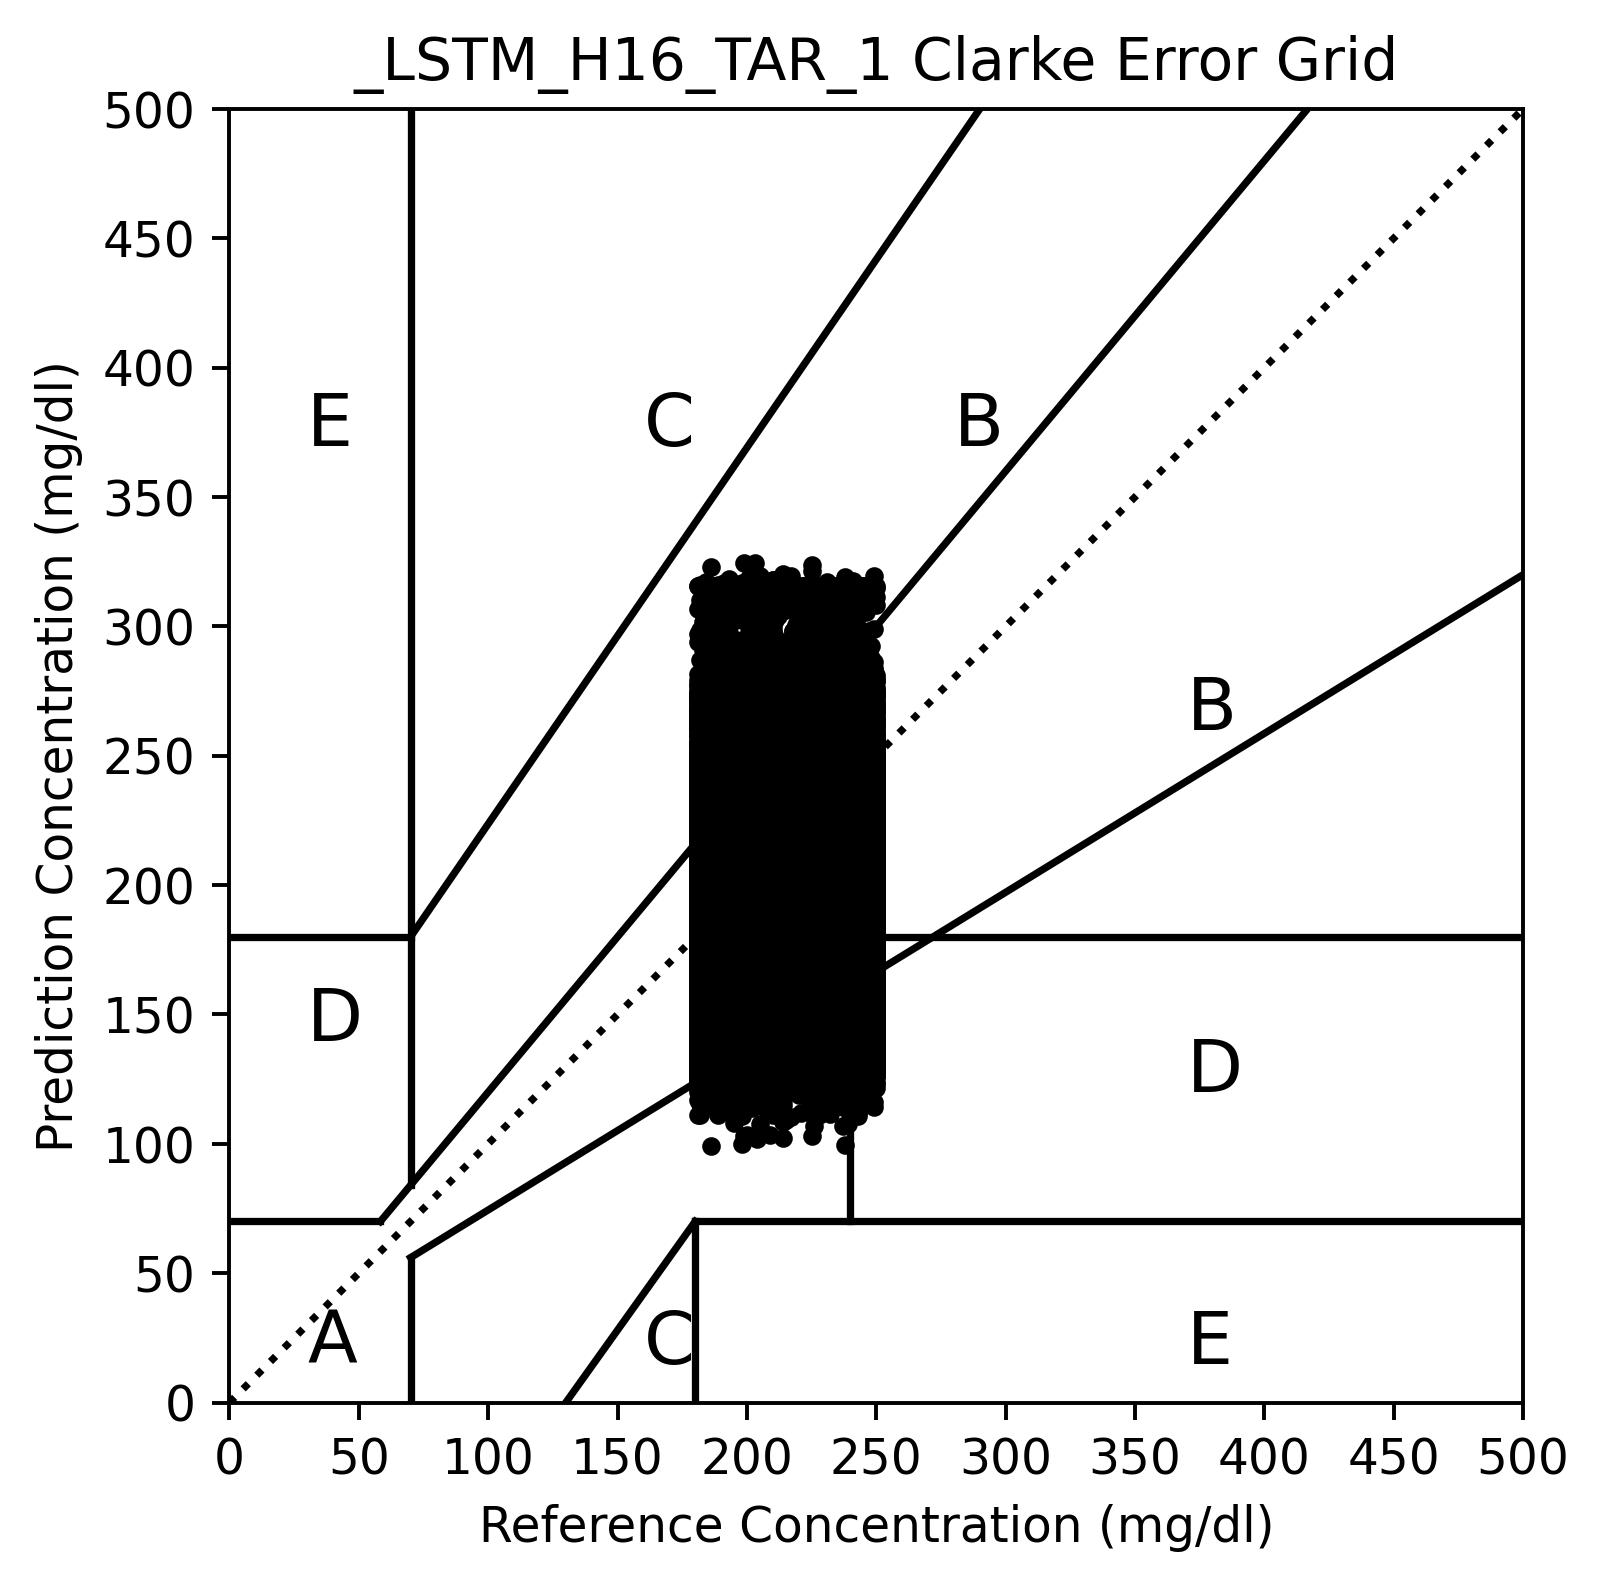 _LSTM_H16_TAR_1 Clarke Error Grid
Prediction Concentration (mg/dl)
500
450
400
350
300
250
200
150
100
50
0
E
C
B
B
D
D
A
C
E
0 50 100 150 200 250 300 350 400 450 500
Reference Concentration (mg/dl)